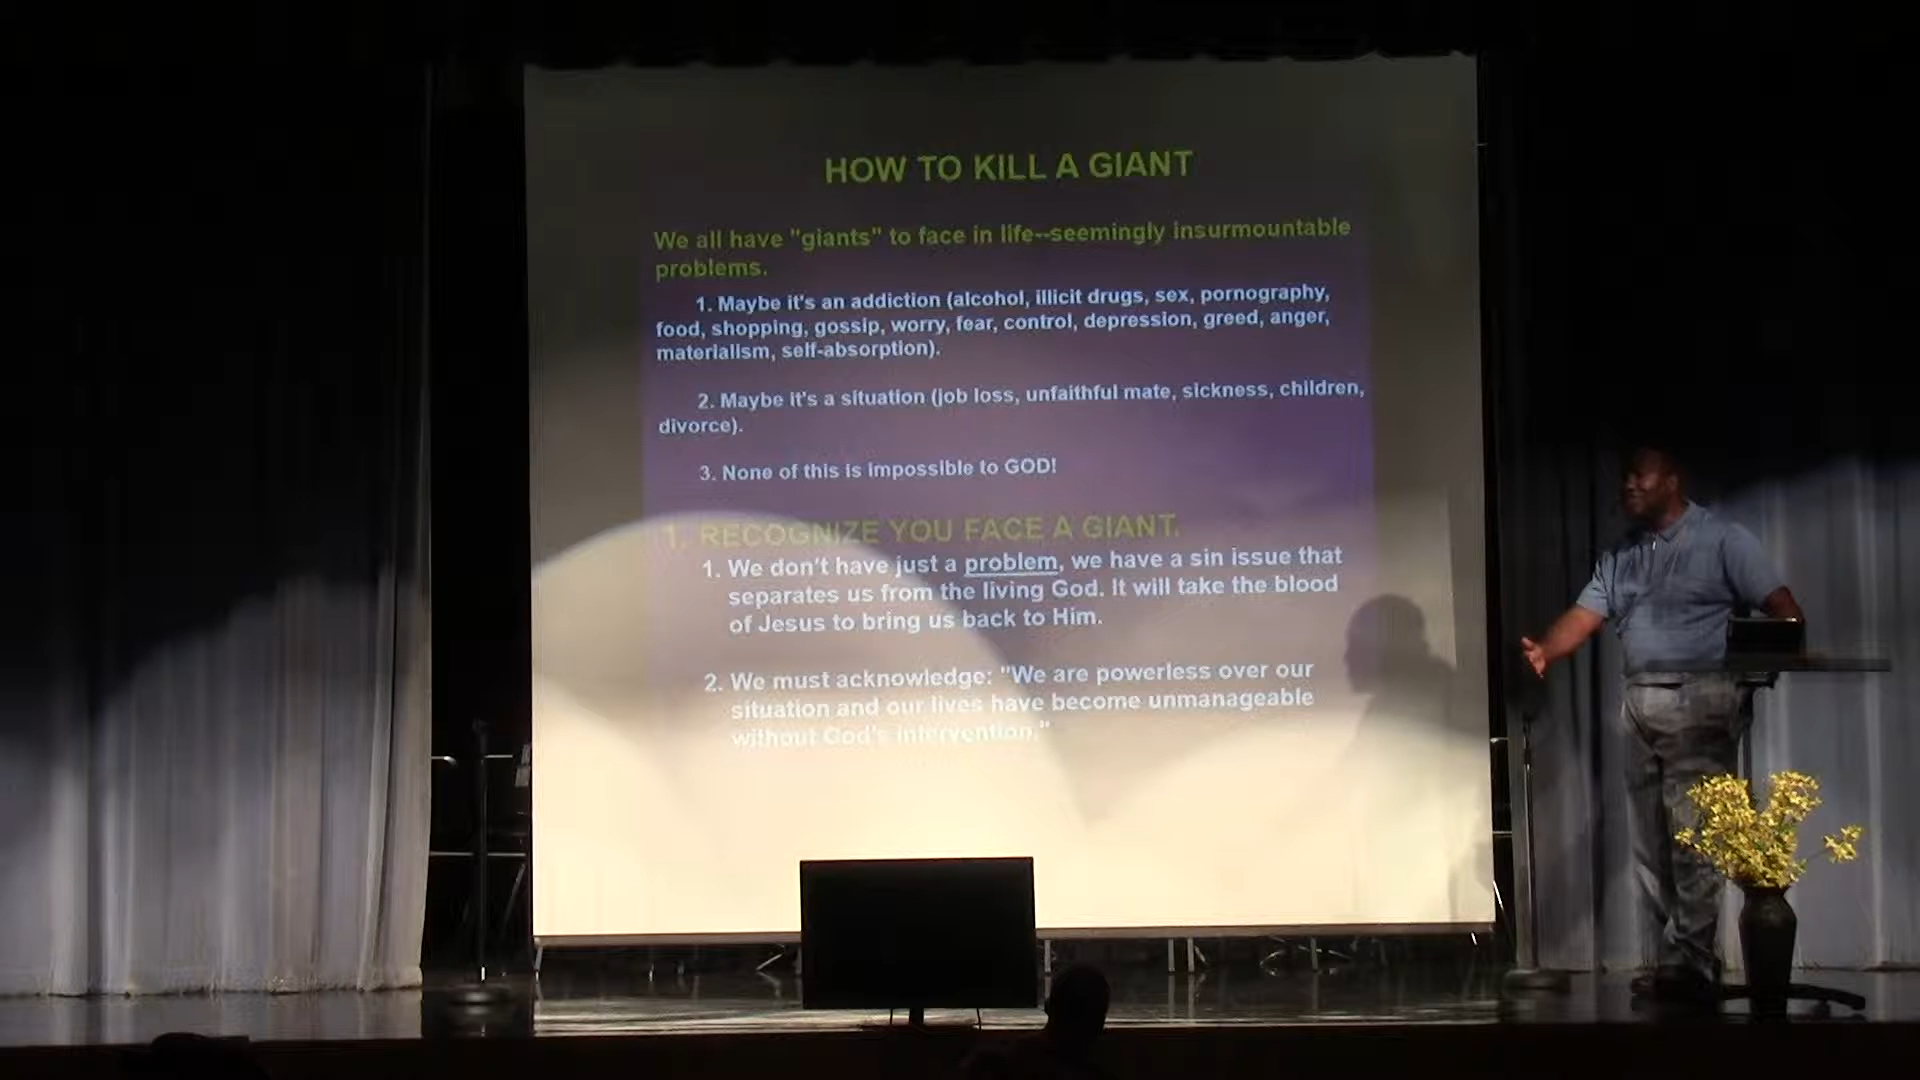 HOW TO KILL A GIANT
We all have "giants" to face in life--seemingly insurmountable
problems.
1. Maybe it's an addiction (alcohol, illicit drugs, sex, pornography,
food, shopping, gossip, worry, fear, control, depression, greed, anger,
materialism, self-absorption).
2. Maybe it's a situation (job loss, unfaithful mate, sickness, children,
divorce).
3. None of this is impossible to GOD!
1. RECOGNIZE YOU FACE A GIANT.
1. We don't have just a problem, we have a sin issue that
separates us from the living God. It will take the blood
of Jesus to bring us back to Him.
2. We must acknowledge: "We are powerless over our
situation and our lives have become unmanageable
without God's intervention."